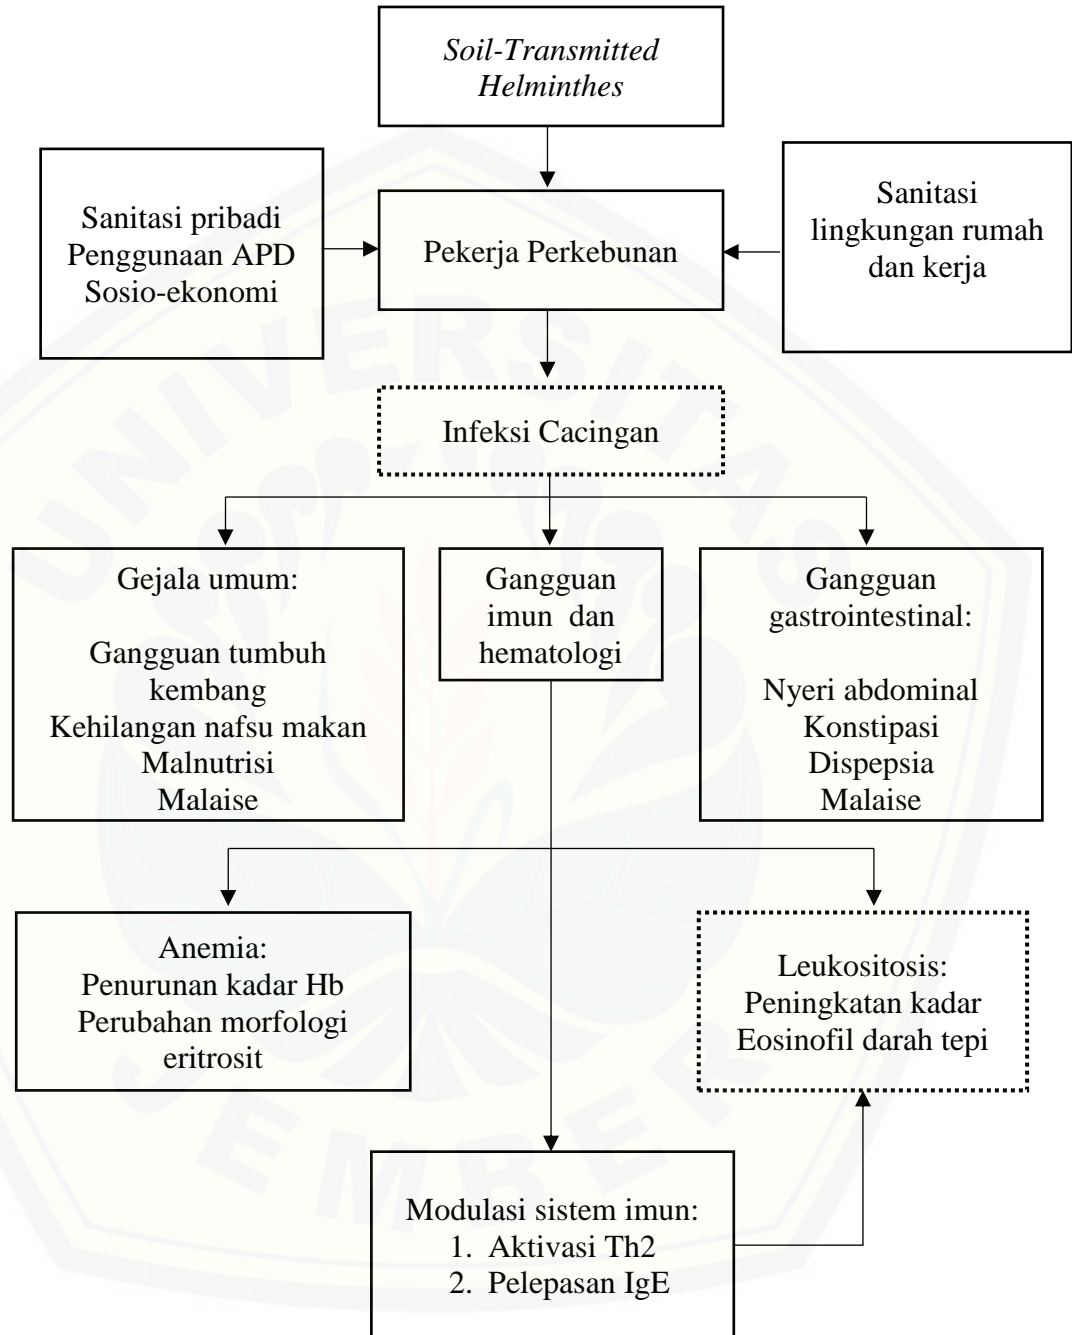 Soil-Transmitted
Helminthes
Sanitasi pribadi
Penggunaan APD
Sosio-ekonomi
Pekerja Perkebunan
Sanitasi
lingkungan rumah
dan kerja
Infeksi Cacingan
Gejala umum:
Gangguan tumbuh
kembang
Kehilangan nafsu makan
Malnutrisi
Malaise
Gangguan
imun dan
hematologi
Gangguan
gastrointestinal:
Nyeri abdominal
Konstipasi
Dispepsia
Malaise
Anemia:
Penurunan kadar Hb
Perubahan morfologi
eritrosit
Leukositosis:
Peningkatan kadar
Eosinofil darah tepi
Modulasi sistem imun:
1. Aktivasi Th2
2. Pelepasan IgE
UNIVERSITAS
JEMBER